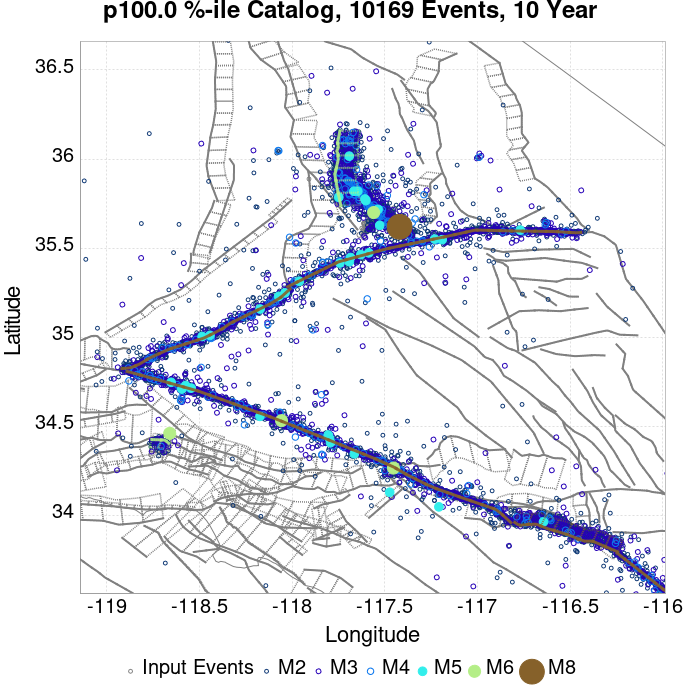 p100.0 %-ile Catalog, 10169 Events, 10 Year
36.5
36
35.5
35
34.5
34
Latitude
-119 -118.5 -118 -117.5 -117 -116.5 -116
Longitude
Input Events M2 M3 M4 M5 M6 M8